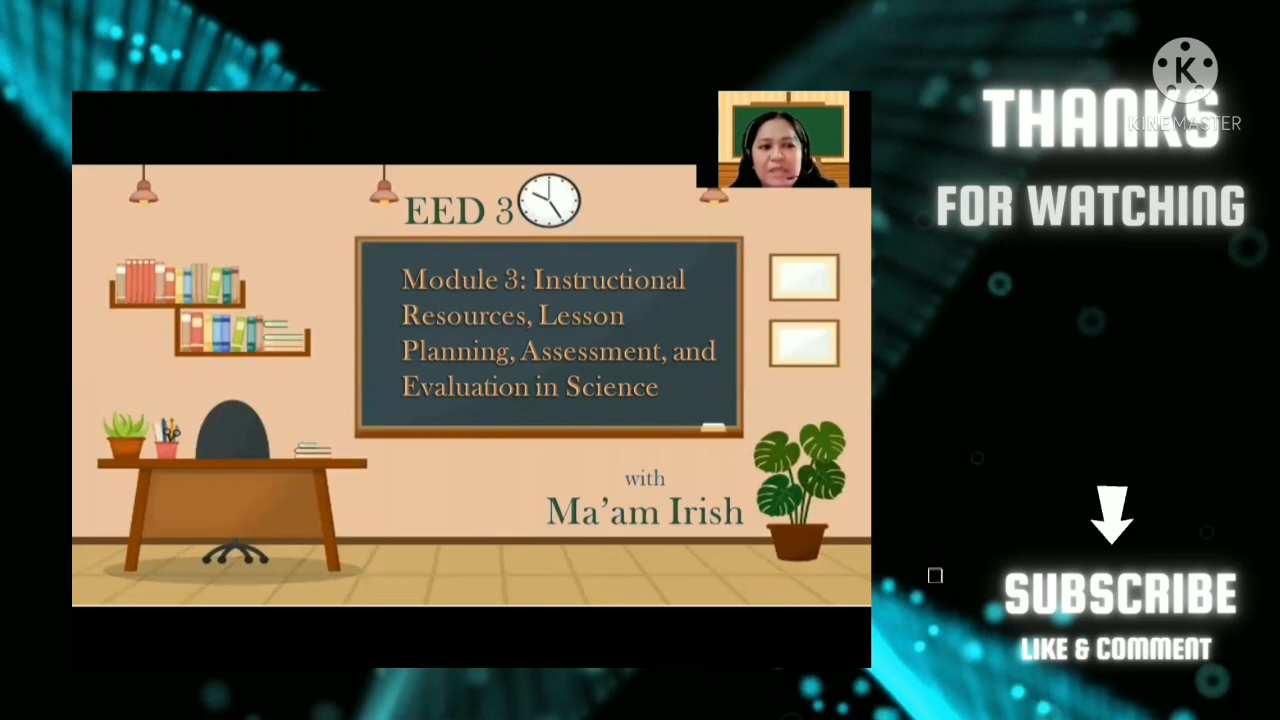 EED 3
Module 3: Instructional
Resources, Lesson
Planning, Assessment, and
Evaluation in Science
with
Ma'am Irish
K
KINEMASTER
THANKS
FOR WATCHING
SUBSCRIBE
LIKE & COMMENT